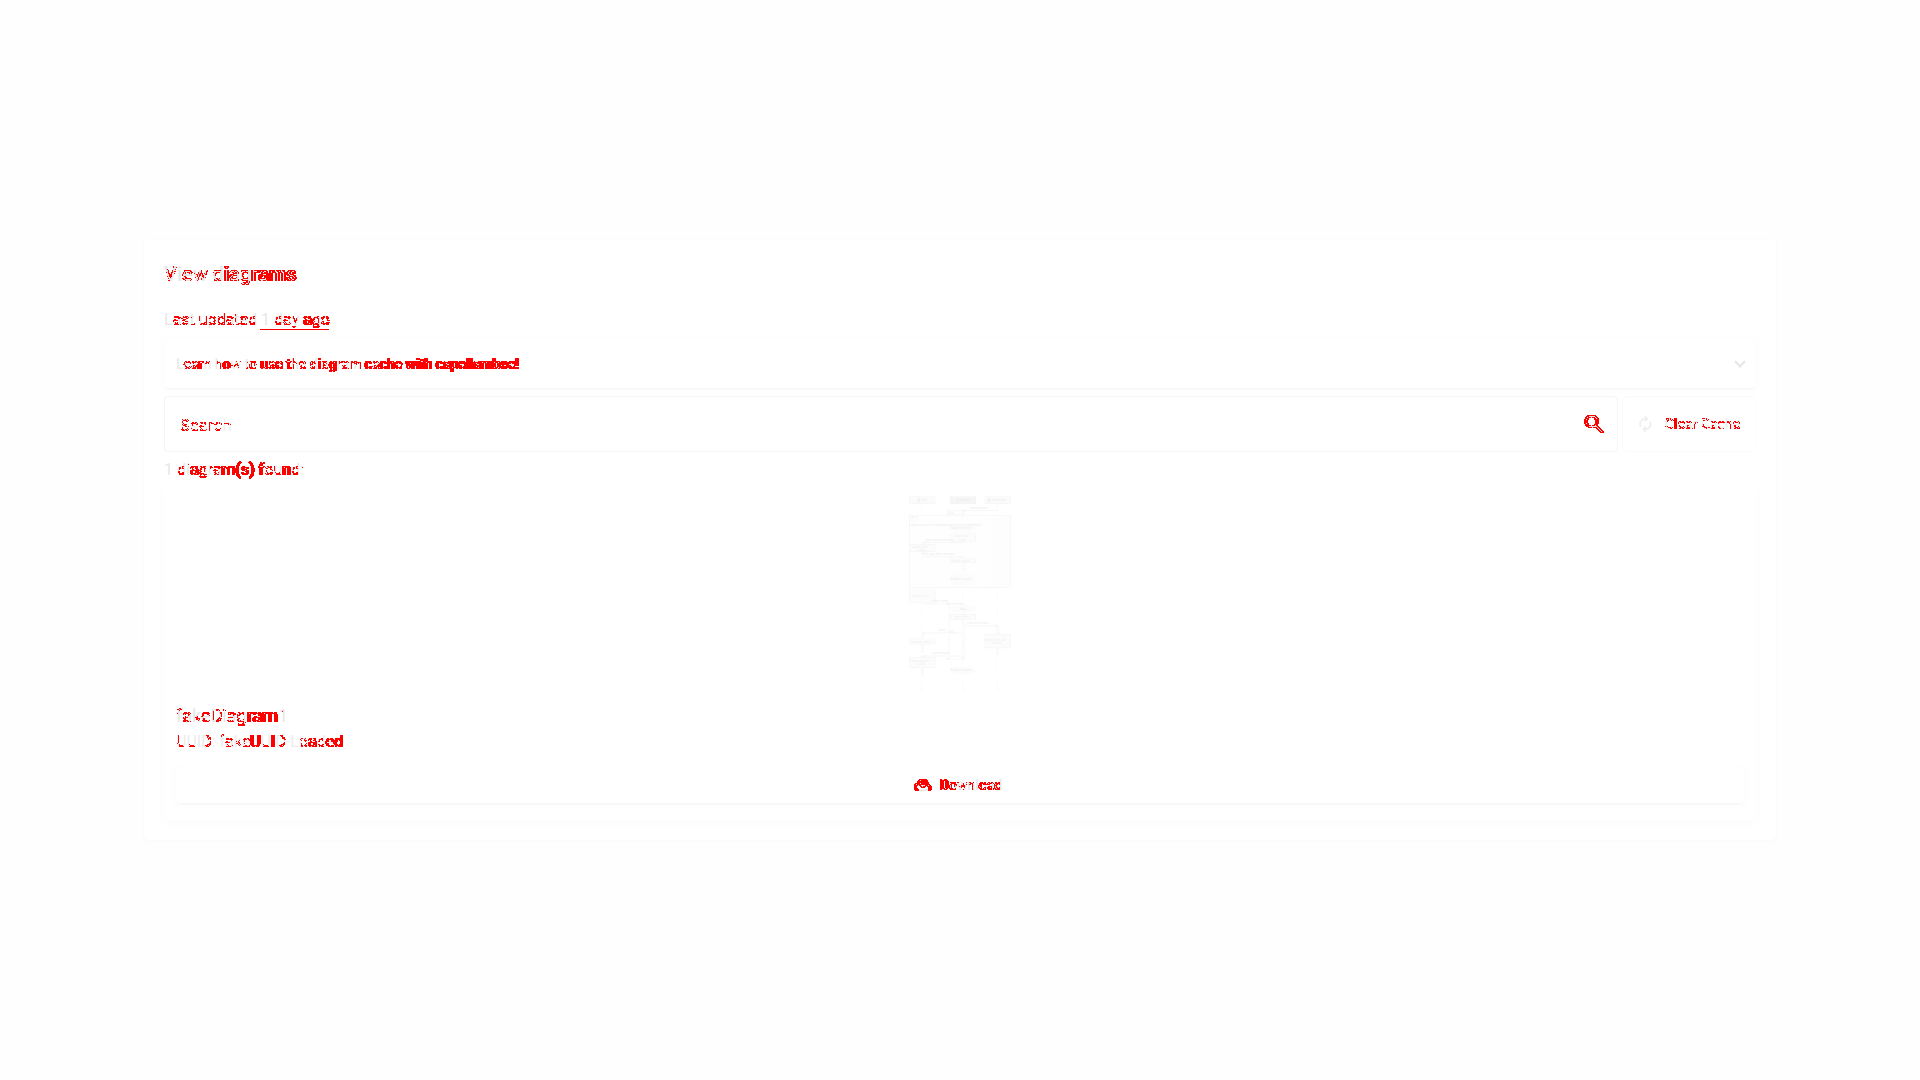 View diagrams
Last updated 1 day ago
Learn how to use the diagram cache with capellambse!
Search
Clear Cache
1 diagram(s) found:
fakeDiagram1
UUID: fakeUUID Loaded
Download